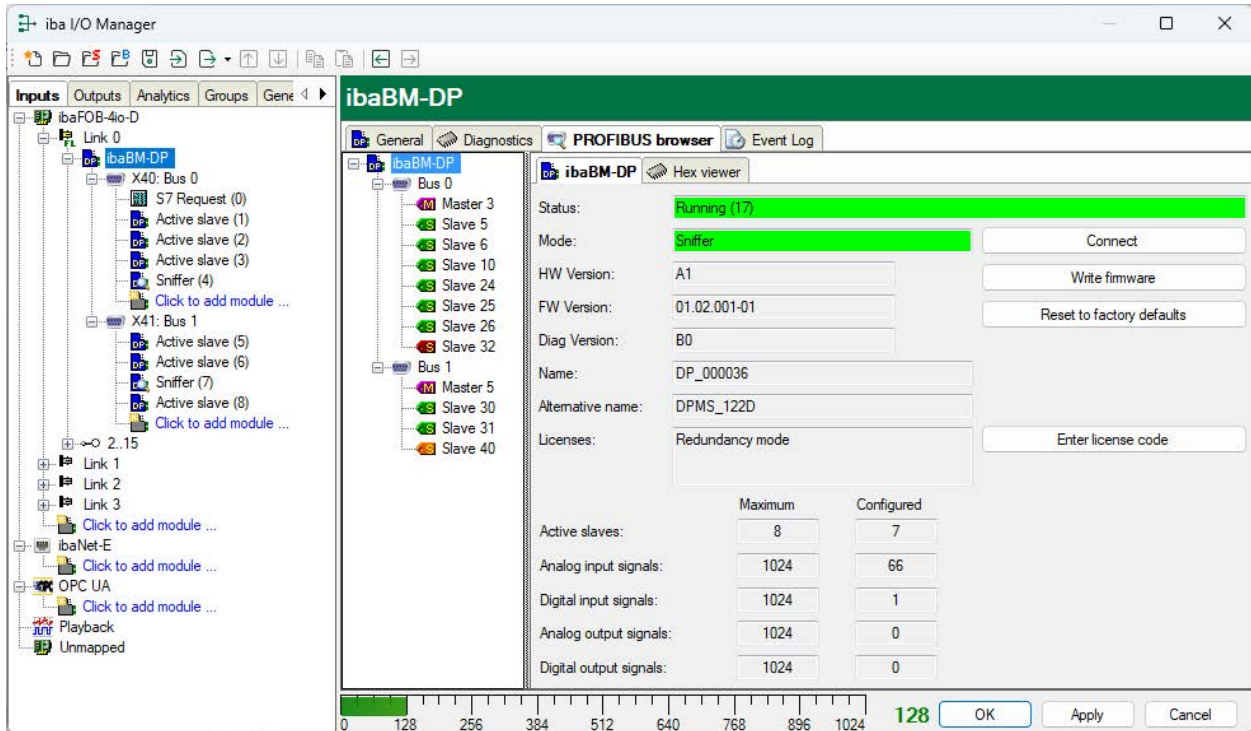 iba I/O Manager
Inputs Outputs Analytics Groups Gene
ibaFOB-4io-D
Link 0
ibaBM-DP
X40: Bus 0
S7 Request (0)
Active slave (1)
Active slave (2)
Active slave (3)
Sniffer (4)
Click to add module ...
X41: Bus 1
Active slave (5)
Active slave (6)
Sniffer (7)
Active slave (8)
Click to add module ...
2..15
Link 1
Link 2
Link 3
Click to add module ...
ibaNet-E
Click to add module ...
OPC UA
Click to add module ...
Playback
Unmapped
ibaBM-DP
General Diagnostics PROFIBUS browser Event Log
ibaBM-DP
Bus 0
Master 3
Slave 5
Slave 6
Slave 10
Slave 24
Slave 25
Slave 26
Slave 32
Bus 1
Master 5
Slave 30
Slave 31
Slave 40
ibaBM-DP Hex viewer
Status: Running (17)
Mode: Sniffer Connect
HW Version: A1 Write firmware
FW Version: 01.02.001-01 Reset to factory defaults
Diag Version: B0
Name: DP_000036
Alternative name: DPMS_122D
Licenses: Redundancy mode Enter license code
Maximum Configured
Active slaves: 8 7
Analog input signals: 1024 66
Digital input signals: 1024 1
Analog output signals: 1024 0
Digital output signals: 1024 0
0 128 256 384 512 640 768 896 1024 128 OK Apply Cancel